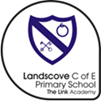 Landscove C of E
Primary School
The Link Academy